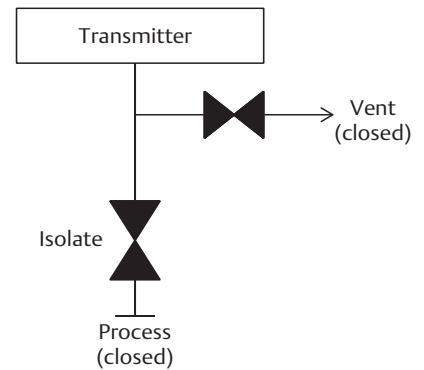 Transmitter
Vent
(closed)
Isolate
Process
(closed)